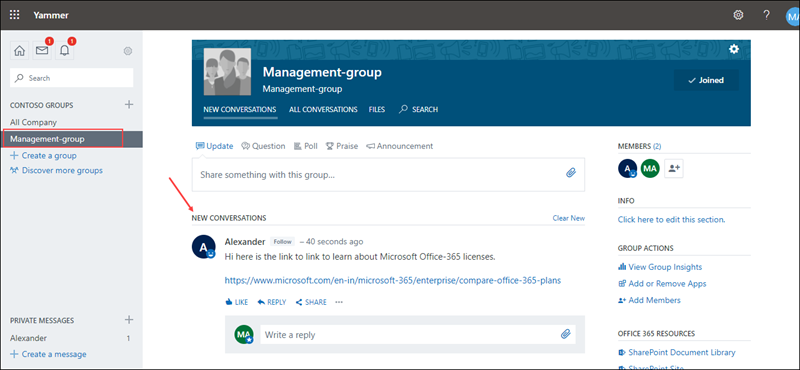 Yammer
MA
1
1
Search
CONTOSO GROUPS
All Company
Management-group
Create a group
Discover more groups
PRIVATE MESSAGES
Alexander 1
Create a message
Management-group
Management-group
Joined
NEW CONVERSATIONS ALL CONVERSATIONS FILES SEARCH
Update Question Poll Praise Announcement
Share something with this group...
NEW CONVERSATIONS Clear New
A
Alexander Follow – 40 seconds ago
Hi here is the link to link to learn about Microsoft Office-365 licenses.
https://www.microsoft.com/en-in/microsoft-365/enterprise/compare-office-365-plans
LIKE REPLY SHARE
MA Write a reply
MEMBERS (2)
A MA
INFO
Click here to edit this section.
GROUP ACTIONS
View Group Insights
Add or Remove Apps
Add Members
OFFICE 365 RESOURCES
SharePoint Document Library
SharePoint Site